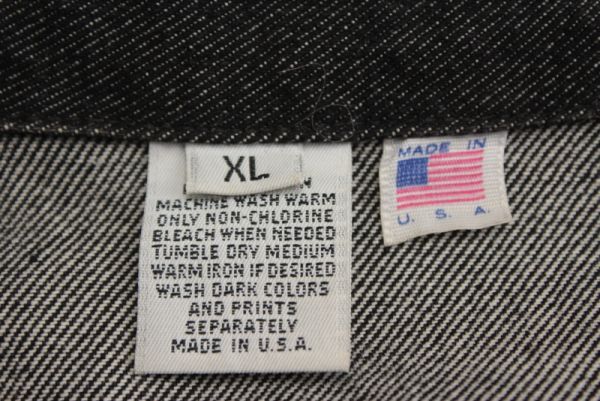 XL
MACHINE WASH WARM
ONLY NON-CHLORINE
BLEACH WHEN NEEDED
TUMBLE DRY MEDIUM
WARM IRON IF DESIRED
WASH DARK COLORS
AND PRINTS
SEPARATELY
MADE IN U.S.A.
MADE IN
U. S. A.